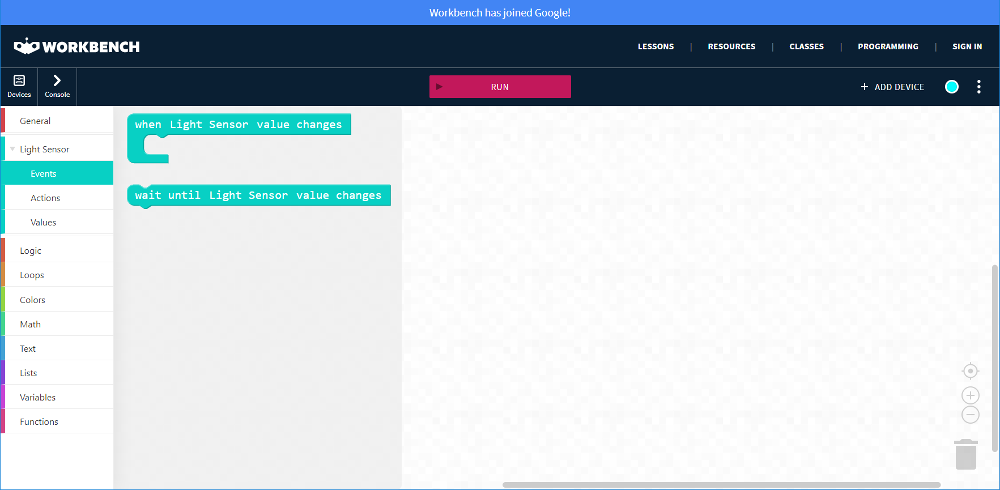 Workbench has joined Google!
WORKBENCH
LESSONS | RESOURCES | CLASSES | PROGRAMMING | SIGN IN
Devices
Console
RUN
+ ADD DEVICE
General
Light Sensor
Events
Actions
Values
Logic
Loops
Colors
Math
Text
Lists
Variables
Functions
when Light Sensor value changes
wait until Light Sensor value changes